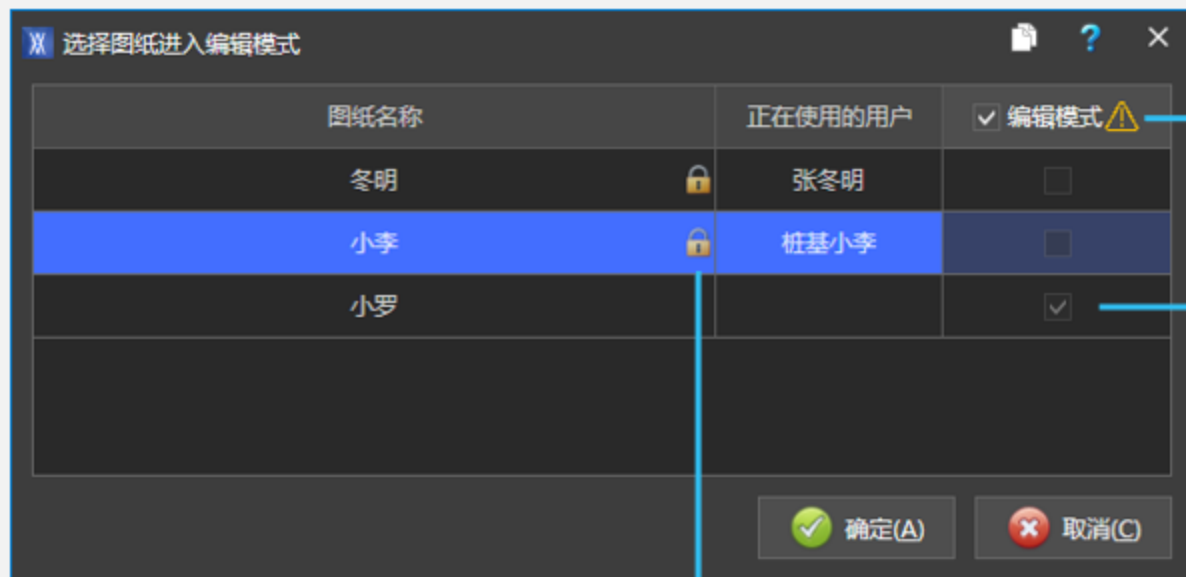 选择图纸进入编辑模式
图纸名称 正在使用的用户 编辑模式
冬明 张冬明
小李 桩基小李
小罗
确定(A) 取消(C)